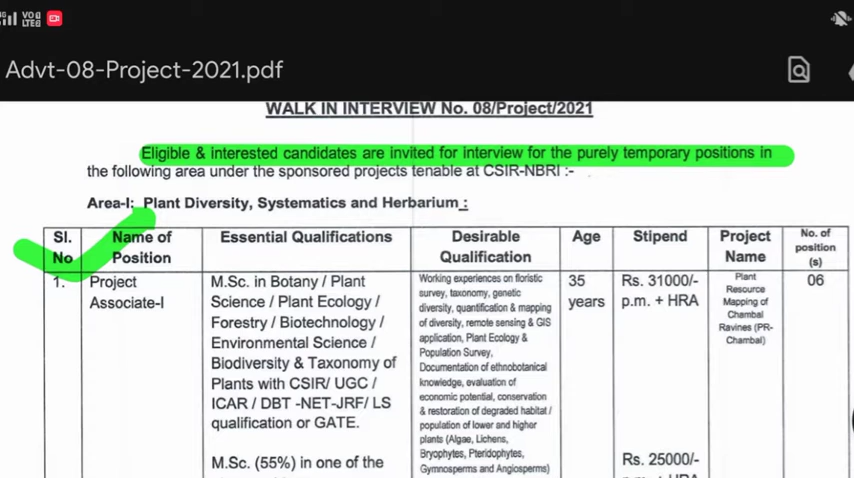 VO
LTE
Advt-08-Project-2021.pdf
WALK IN INTERVIEW No. 08/Project/2021
Eligible & interested candidates are invited for interview for the purely temporary positions in
the following area under the sponsored projects tenable at CSIR-NBRI :-
Area-I: Plant Diversity, Systematics and Herbarium :
Sl.
No
Name of
Position
Essential Qualifications
Desirable
Qualification
Age
Stipend
Project
Name
No. of
position
(s)
1.
Project
Associate-I
M.Sc. in Botany / Plant
Science / Plant Ecology /
Forestry / Biotechnology /
Environmental Science /
Biodiversity & Taxonomy of
Plants with CSIR/ UGC /
ICAR / DBT -NET-JRF/ LS
qualification or GATE.
M.Sc. (55%) in one of the
Working experiences on floristic
survey, taxonomy, genetic
diversity, quantification & mapping
of diversity, remote sensing & GIS
application, Plant Ecology &
Population Survey,
Documentation of ethnobotanical
knowledge, evaluation of
economic potential, conservation
& restoration of degraded habitat /
population of lower and higher
plants (Algae, Lichens,
Bryophytes, Pteridophytes,
Gymnosperms and Angiosperms)
35
years
Rs. 31000/-
p.m. + HRA
Rs. 25000/-
p.m. + HRA
Plant
Resource
Mapping of
Chambal
Ravines (PR-
Chambal)
06